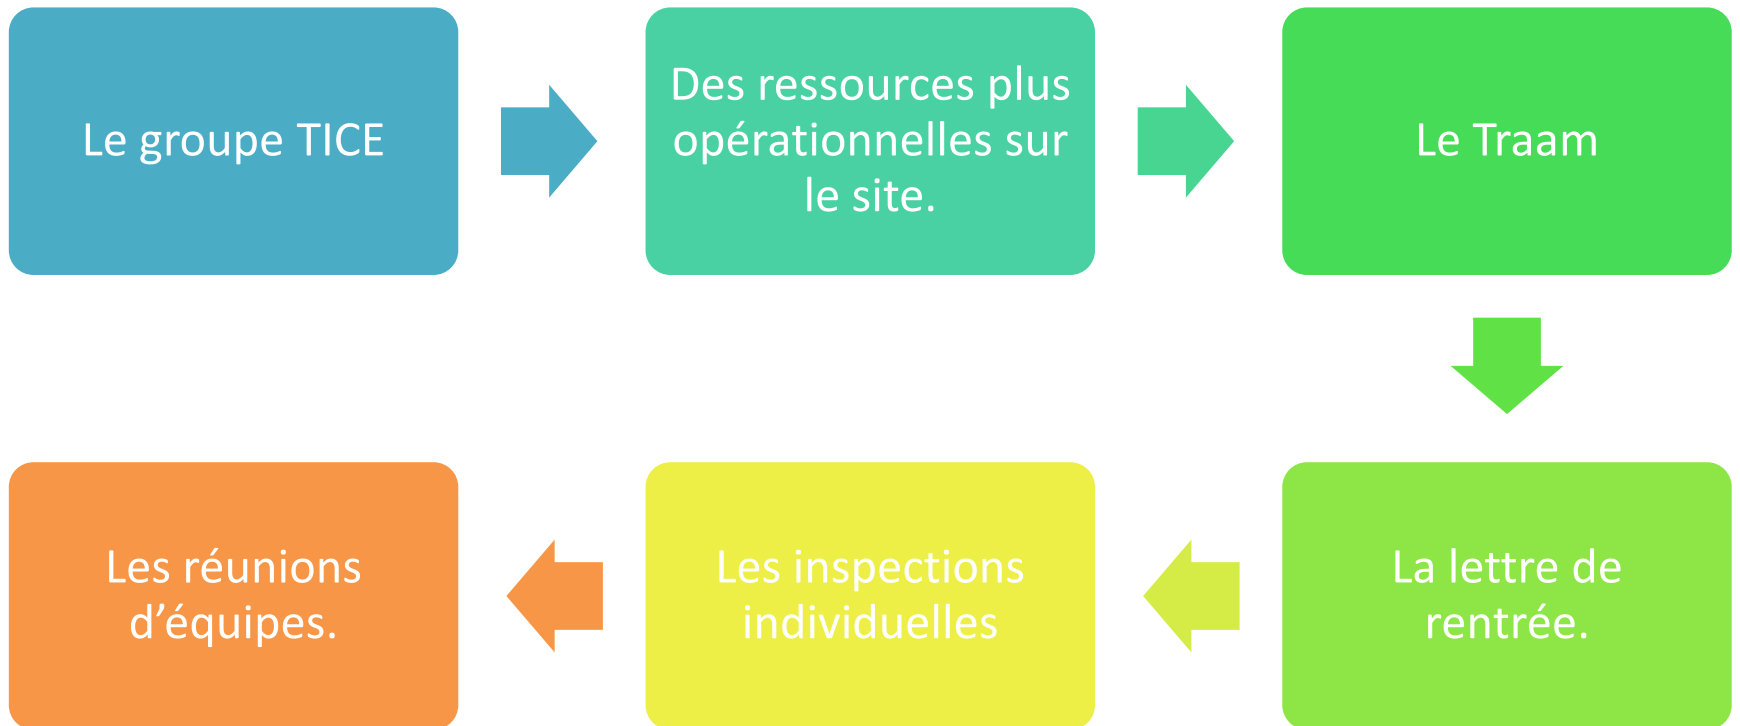 Le groupe TICE
Des ressources plus
opérationnelles sur
le site.
Le Traam
La lettre de
rentrée.
Les inspections
individuelles
Les réunions
d’équipes.